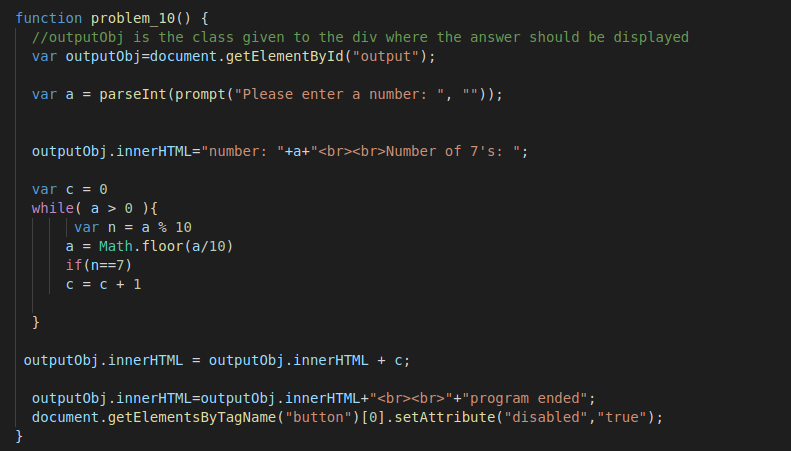 function problem_10() {
//outputObj is the class given to the div where the answer should be displayed
var outputObj=document.getElementById("output");
var a = parseInt(prompt("Please enter a number: ", ""));
outputObj.innerHTML="number: "+a+"<br><br>Number of 7's: ";
var c = 0
while( a > 0 ){
var n = a % 10
a = Math.floor(a/10)
if(n==7)
c = c + 1
}
outputObj.innerHTML = outputObj.innerHTML + c;
outputObj.innerHTML=outputObj.innerHTML+"<br><br>"+"program ended";
document.getElementsByTagName("button")[0].setAttribute("disabled","true");
}